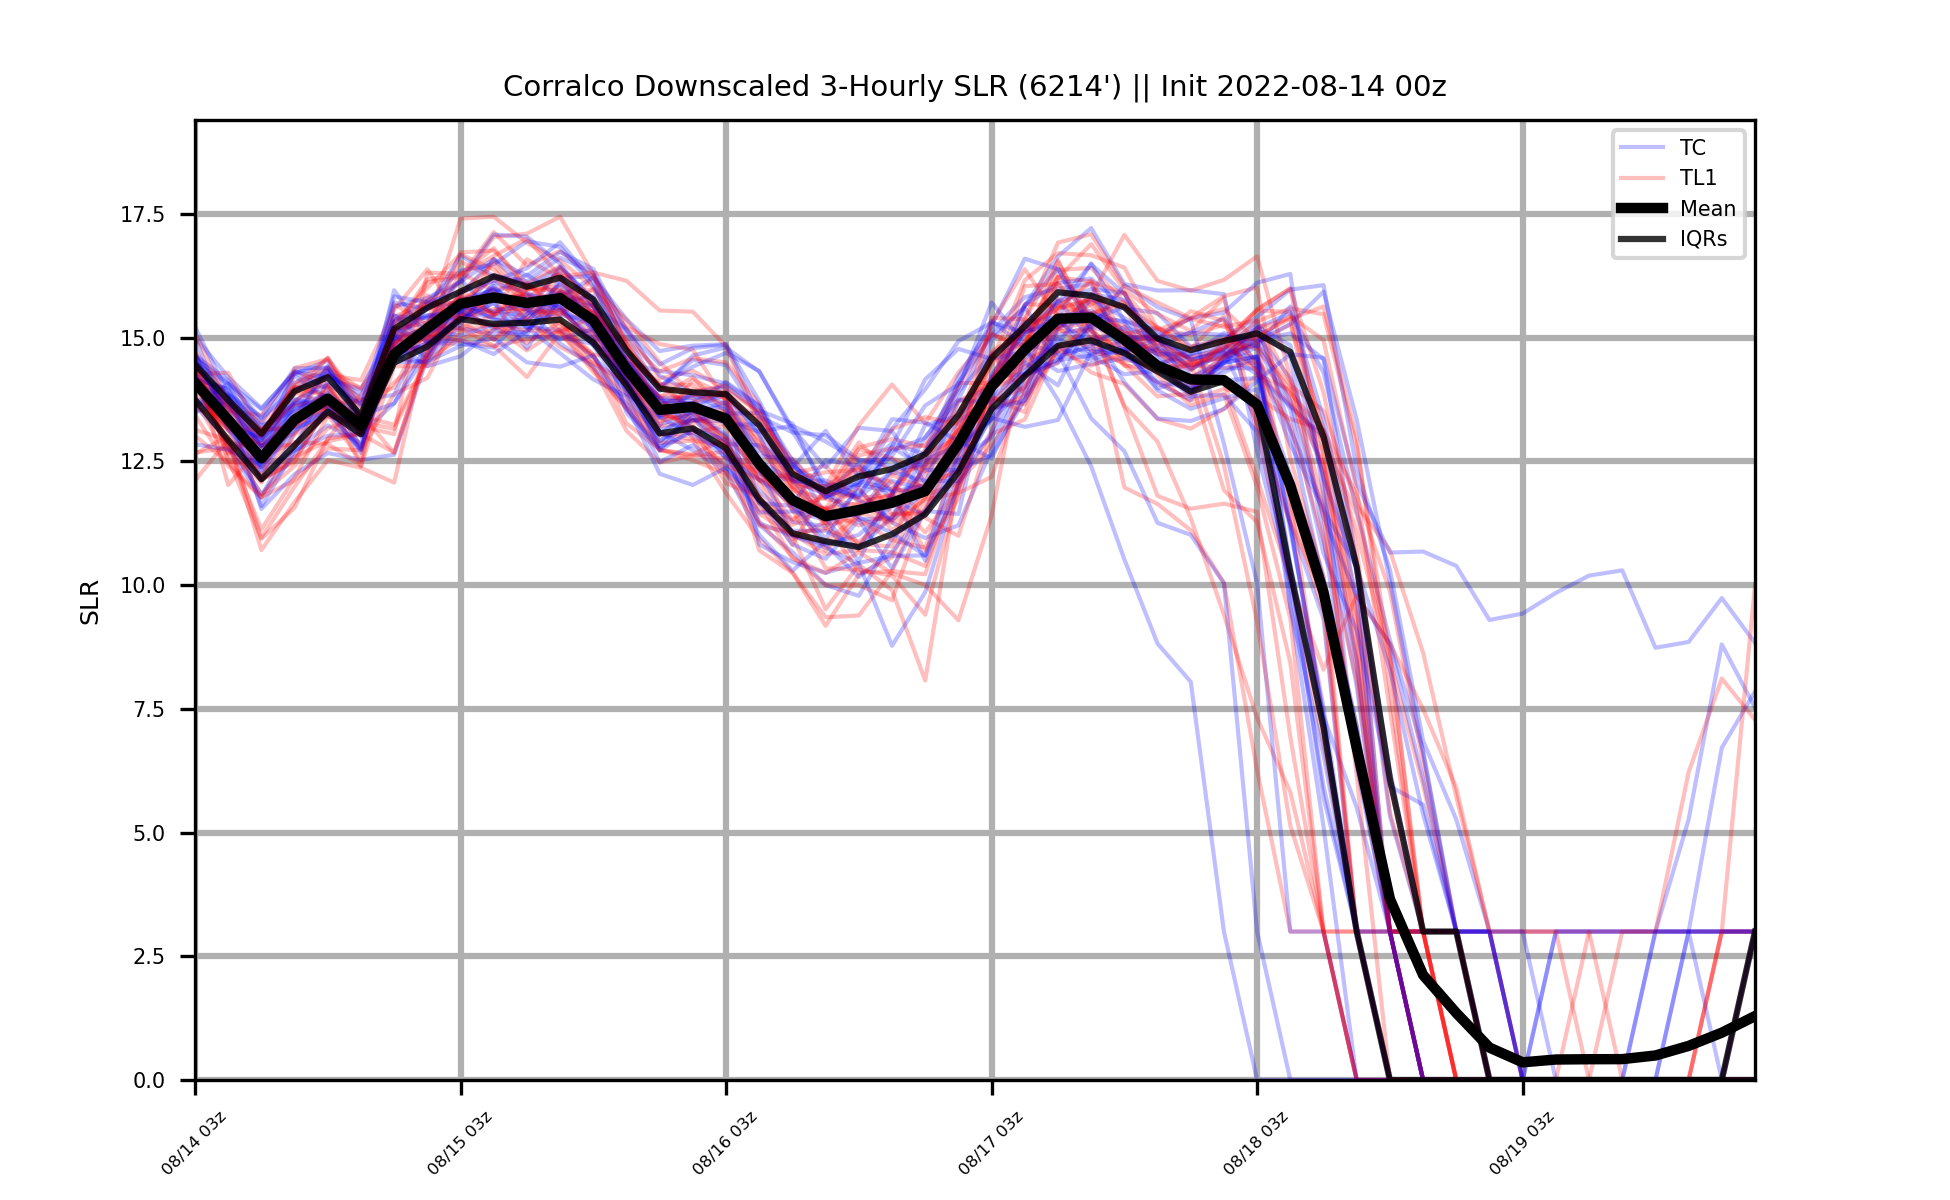 Corralco Downscaled 3-Hourly SLR (6214') || Init 2022-08-14 00z
TC
TL1
Mean
IQRs
SLR
17.5
15.0
12.5
10.0
7.5
5.0
2.5
0.0
08/14 03z
08/15 03z
08/16 03z
08/17 03z
08/18 03z
08/19 03z